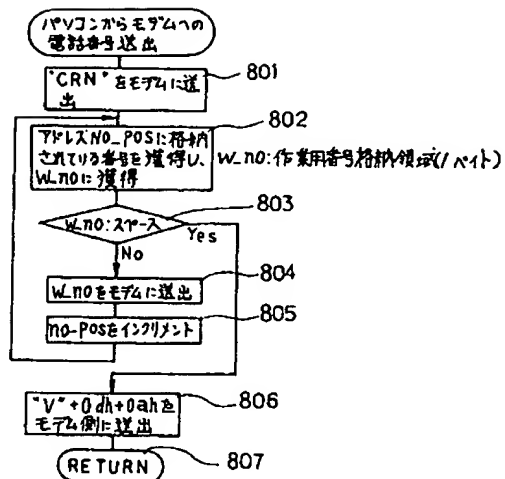 パソコンからモデムへの
電話番号送出
"CRN"をモデムに送
出
801
802
アドレスNO_POSに格納
されている番号を獲得し、
W_noに獲得
W_no:作業用番号格納領域(1バイト)
803
W_no:スペース
Yes
No
804
W_noをモデムに送出
805
no-posをインクリメント
"V"+0dh+0ahを
モデム側に送出
806
RETURN
807